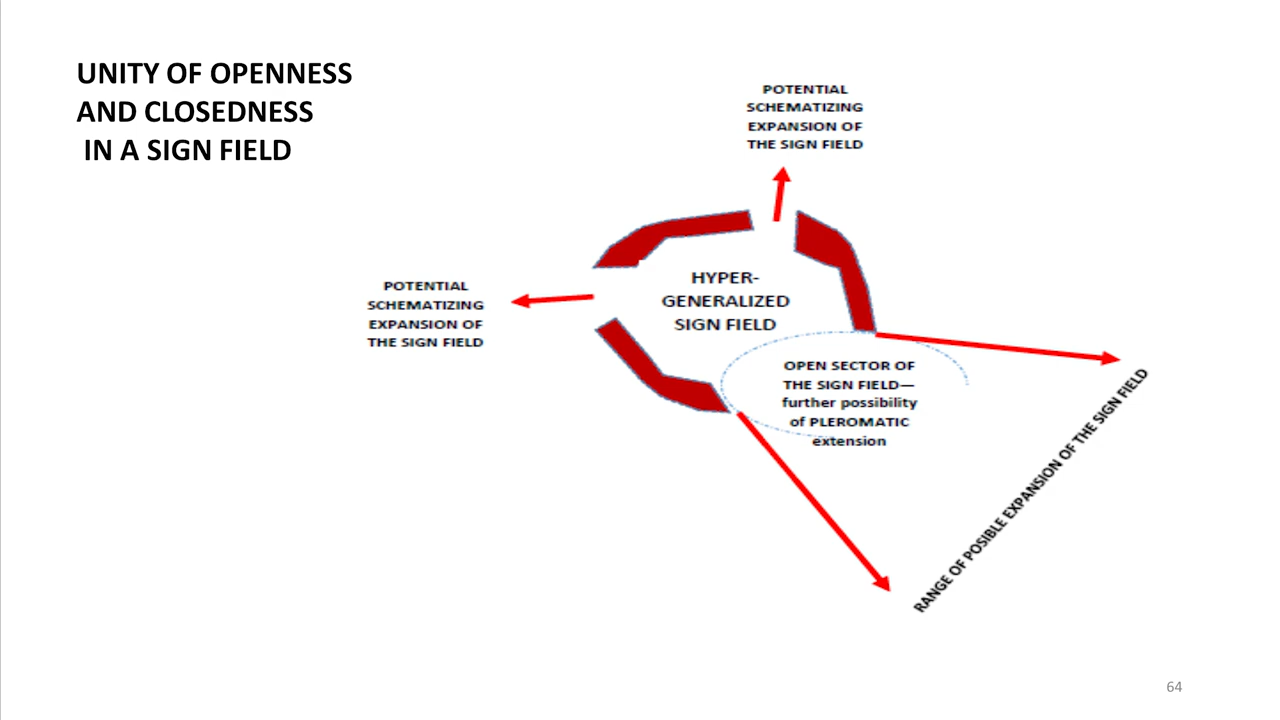 UNITY OF OPENNESS
AND CLOSEDNESS
IN A SIGN FIELD
POTENTIAL
SCHEMATIZING
EXPANSION OF
THE SIGN FIELD
POTENTIAL
SCHEMATIZING
EXPANSION OF
THE SIGN FIELD
HYPER-
GENERALIZED
SIGN FIELD
OPEN SECTOR OF
THE SIGN FIELD—
further possibility
of PLEROMATIC
extension
RANGE OF POSIBLE EXPANSION OF THE SIGN FIELD
64